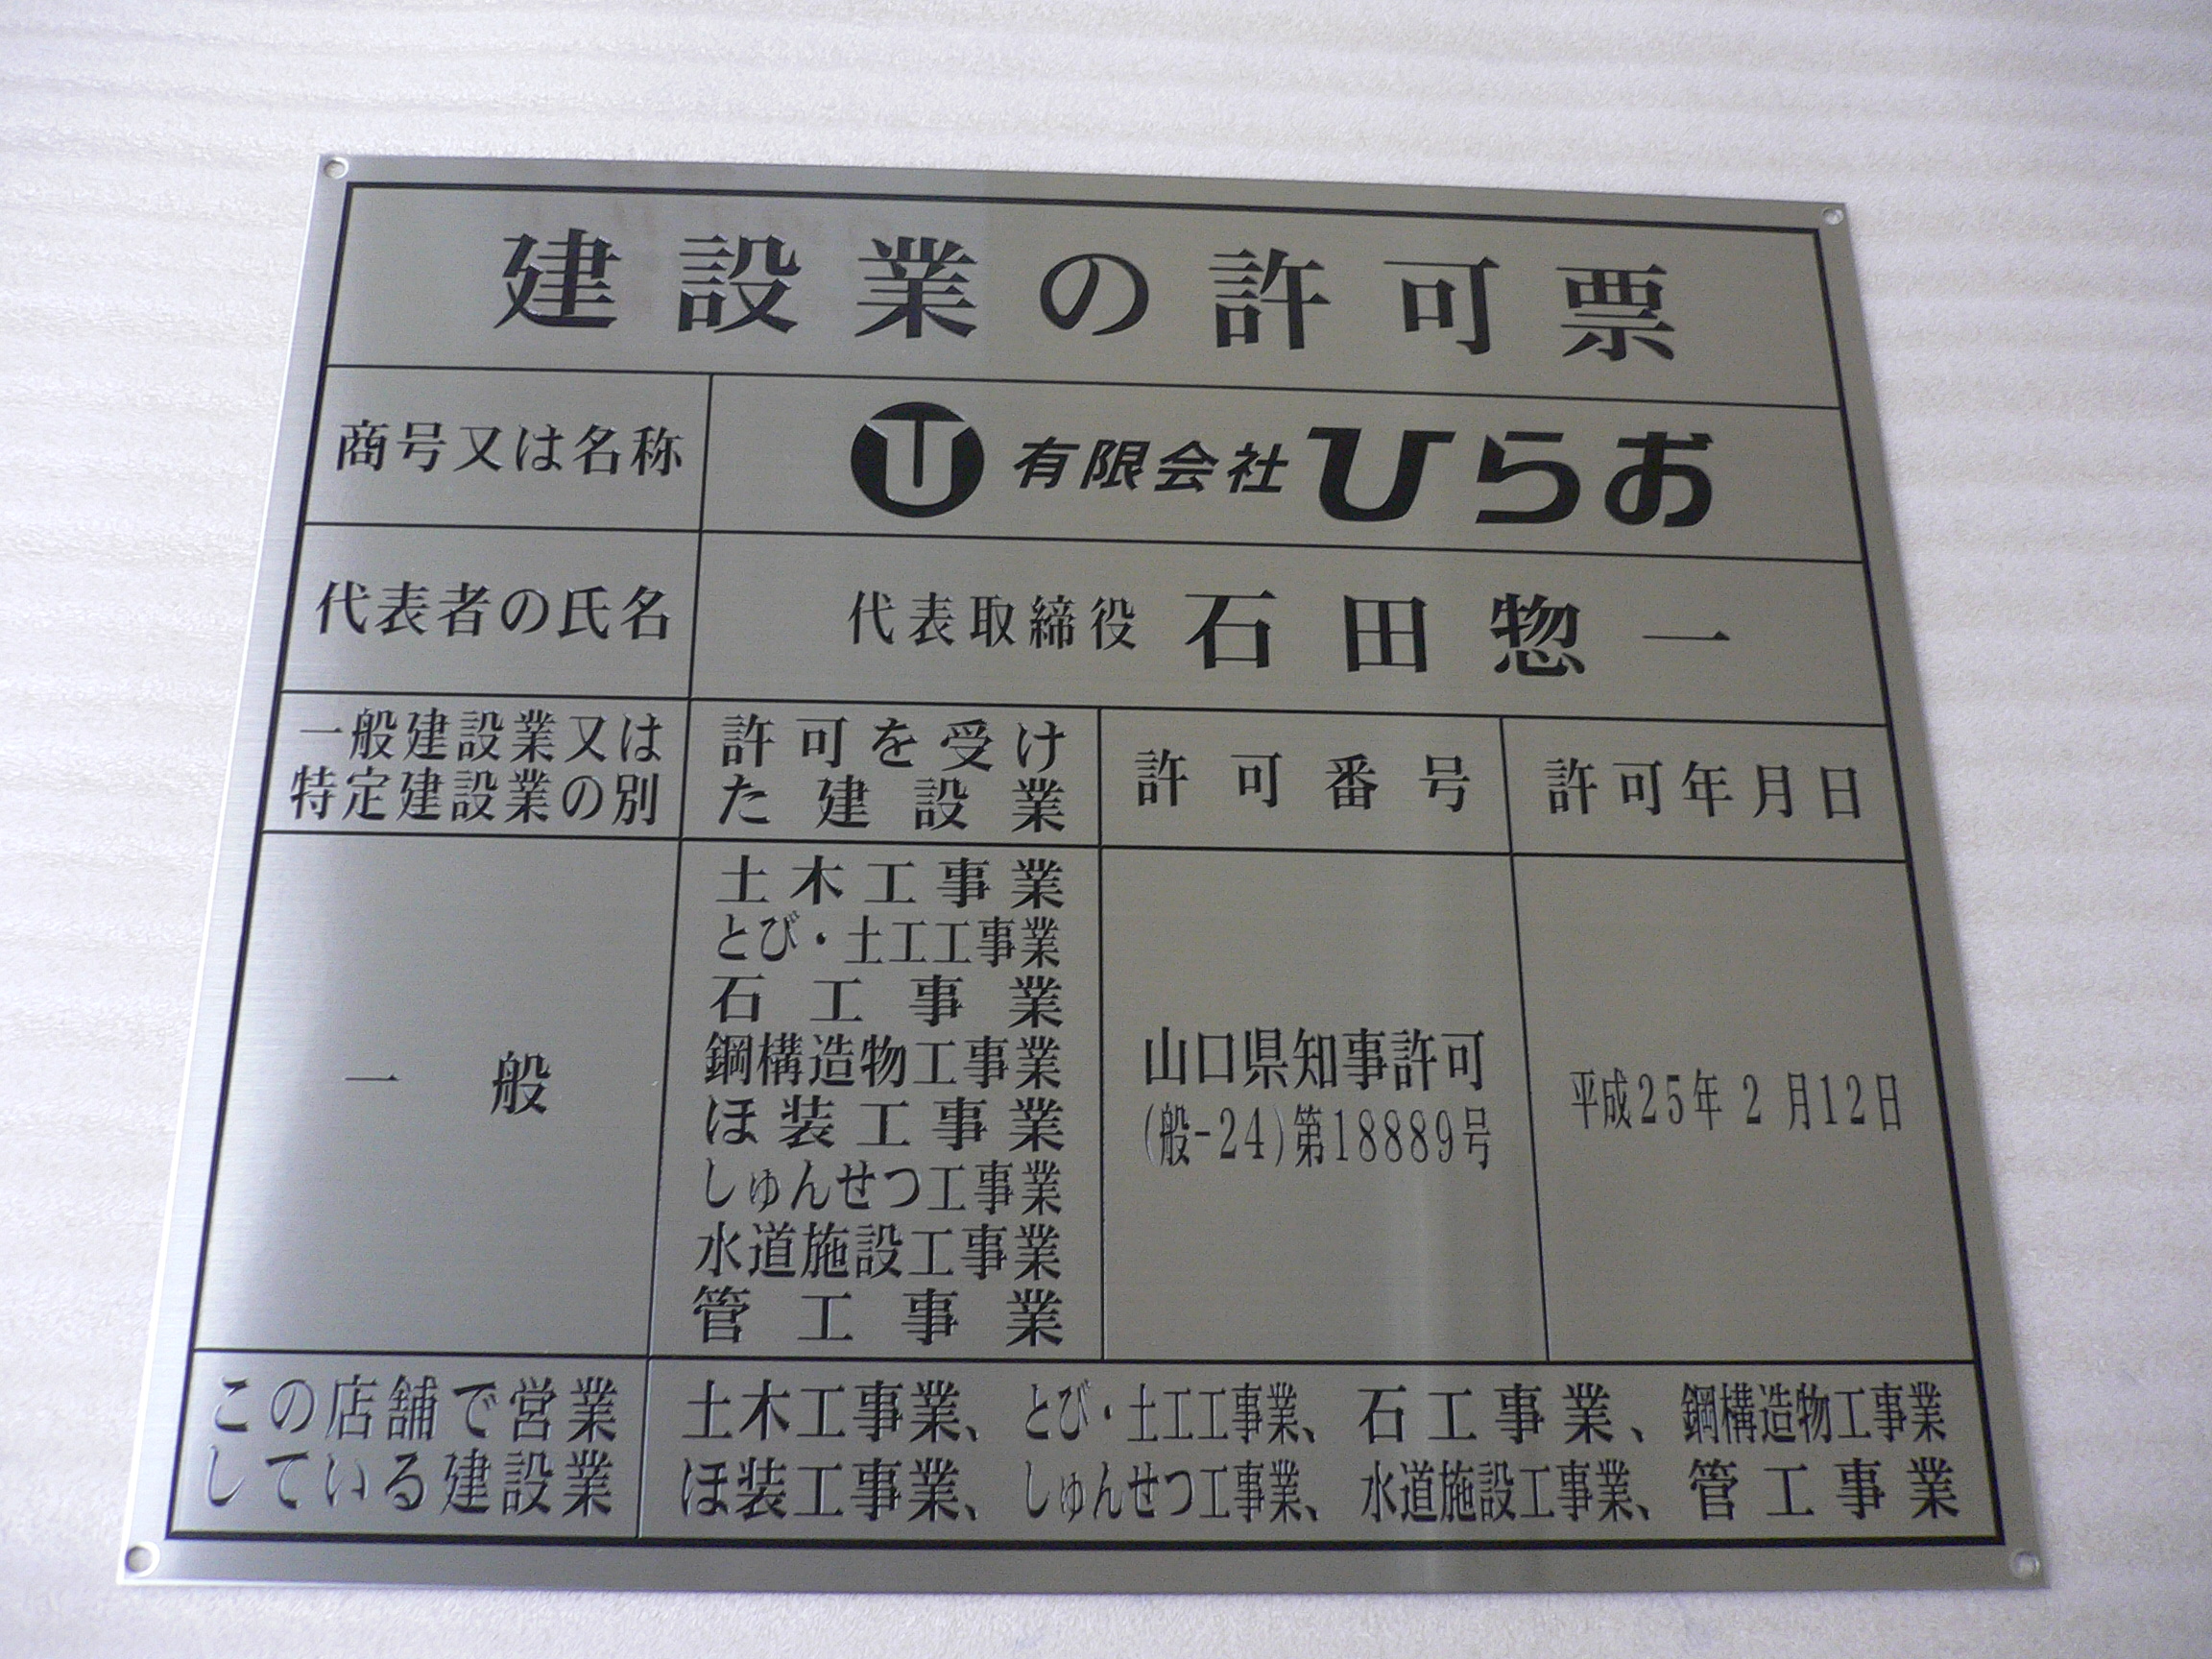 建設業の許可票
商号又は名称
有限会社ひらお
代表者の氏名
代表取締役 石田惣一
一般建設業又は
特定建設業の別
許可を受け
た建設業
許可番号
許可年月日
一般
土木工事業
とび・土工工事業
石工事業
鋼構造物工事業
ほ装工事業
しゅんせつ工事業
水道施設工事業
管工事業
山口県知事許可
(般-24)第18889号
平成25年2月12日
この店舗で営業
している建設業
土木工事業、とび・土工工事業、石工事業、鋼構造物工事業
ほ装工事業、しゅんせつ工事業、水道施設工事業、管工事業